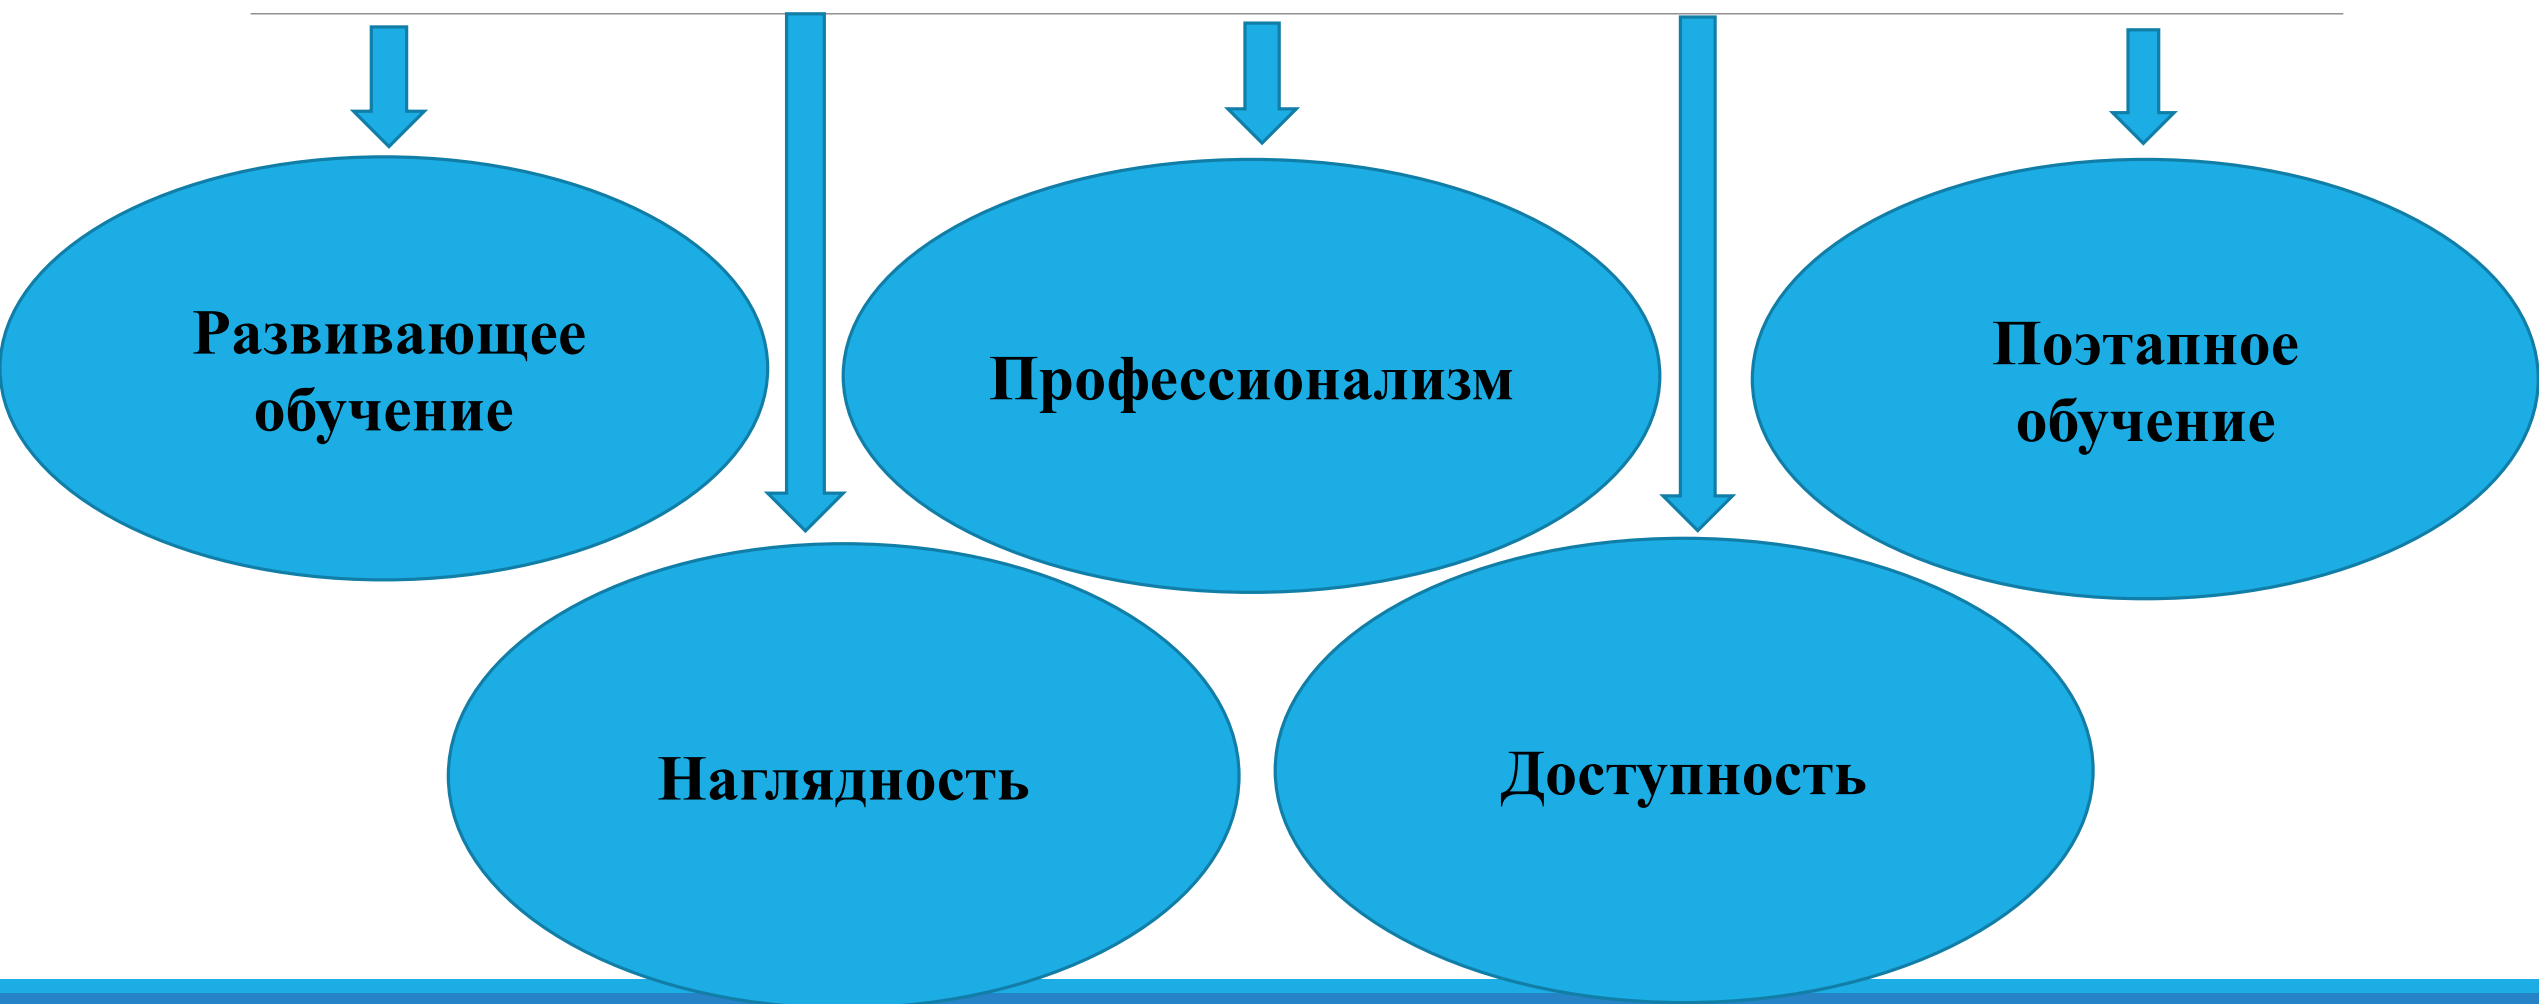 Развивающее
обучение
Профессионализм
Поэтапное
обучение
Наглядность
Доступность